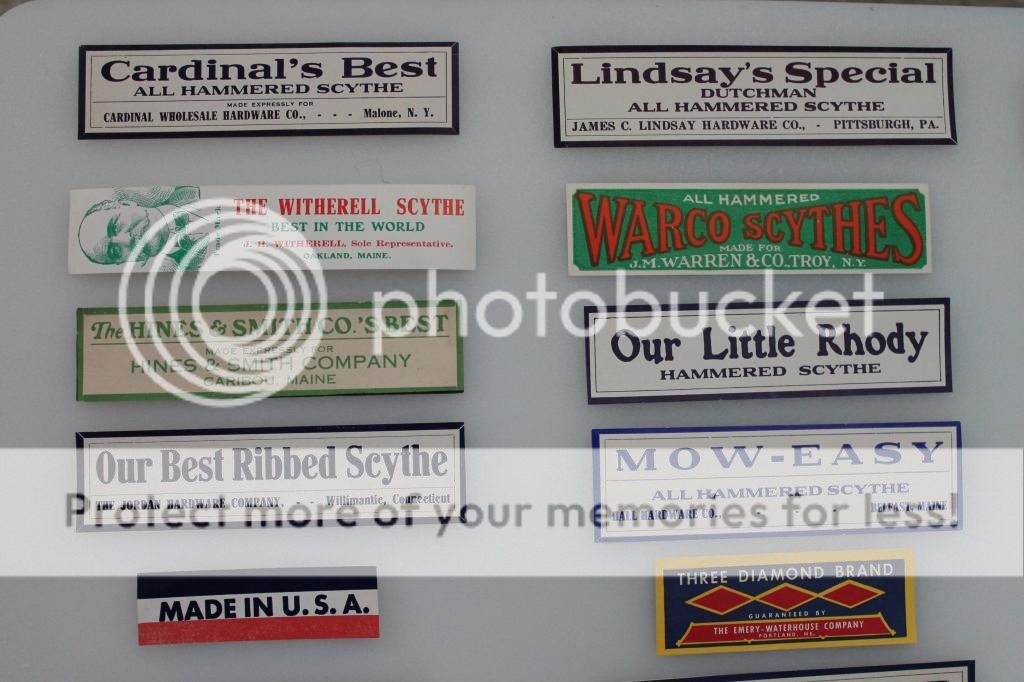 Cardinal's Best
ALL HAMMERED SCYTHE
MADE EXPRESSLY FOR
CARDINAL WHOLESALE HARDWARE CO., - - - Malone, N. Y.
Lindsay's Special
DUTCHMAN
ALL HAMMERED SCYTHE
JAMES C. LINDSAY HARDWARE CO., - PITTSBURGH, PA.
THE WITHERELL SCYTHE
BEST IN THE WORLD
J. H. WITHERELL, Sole Representative,
OAKLAND, MAINE.
Trade Mark
ALL HAMMERED
WARCO SCYTHES
MADE FOR
J.M. WARREN & CO., TROY, N.Y.
The HINES & SMITH CO.'S BEST
MADE EXPRESSLY FOR
HINES & SMITH COMPANY
CARIBOU, MAINE
Our Little Rhody
HAMMERED SCYTHE
photobucket
Our Best Ribbed Scythe
THE JORDAN HARDWARE COMPANY, - - Willimantic, Connecticut
MOW-EASY
ALL HAMMERED SCYTHE
HALL HARDWARE CO., - - BELFAST, MAINE
Protect more of your memories for less!
MADE IN U.S.A.
THREE DIAMOND BRAND
GUARANTEED BY
THE EMERY-WATERHOUSE COMPANY
PORTLAND, ME.